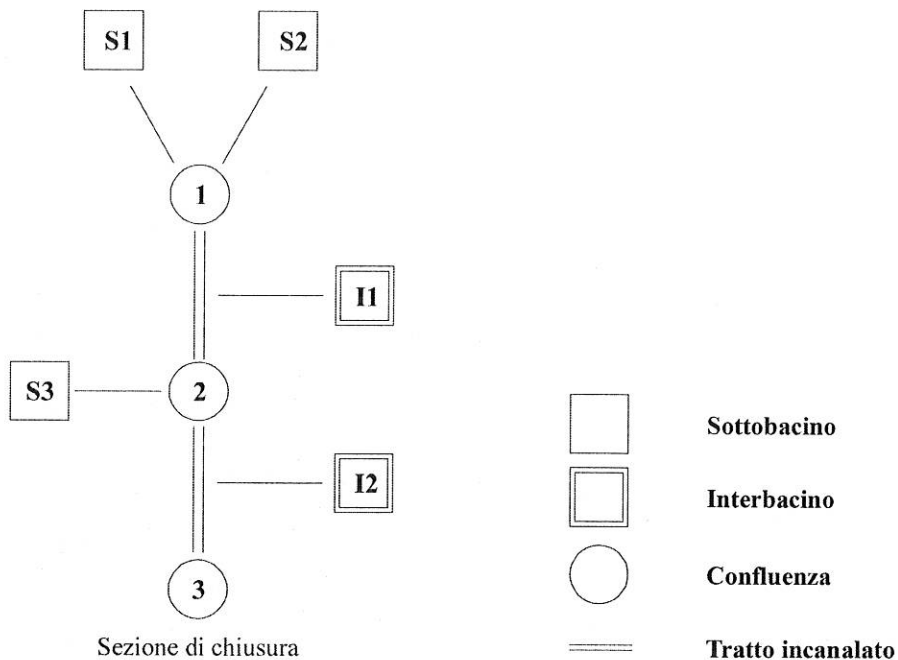 S1
S2
1
I1
S3
2
I2
3
Sezione di chiusura
Sottobacino
Interbacino
Confluenza
Tratto incanalato